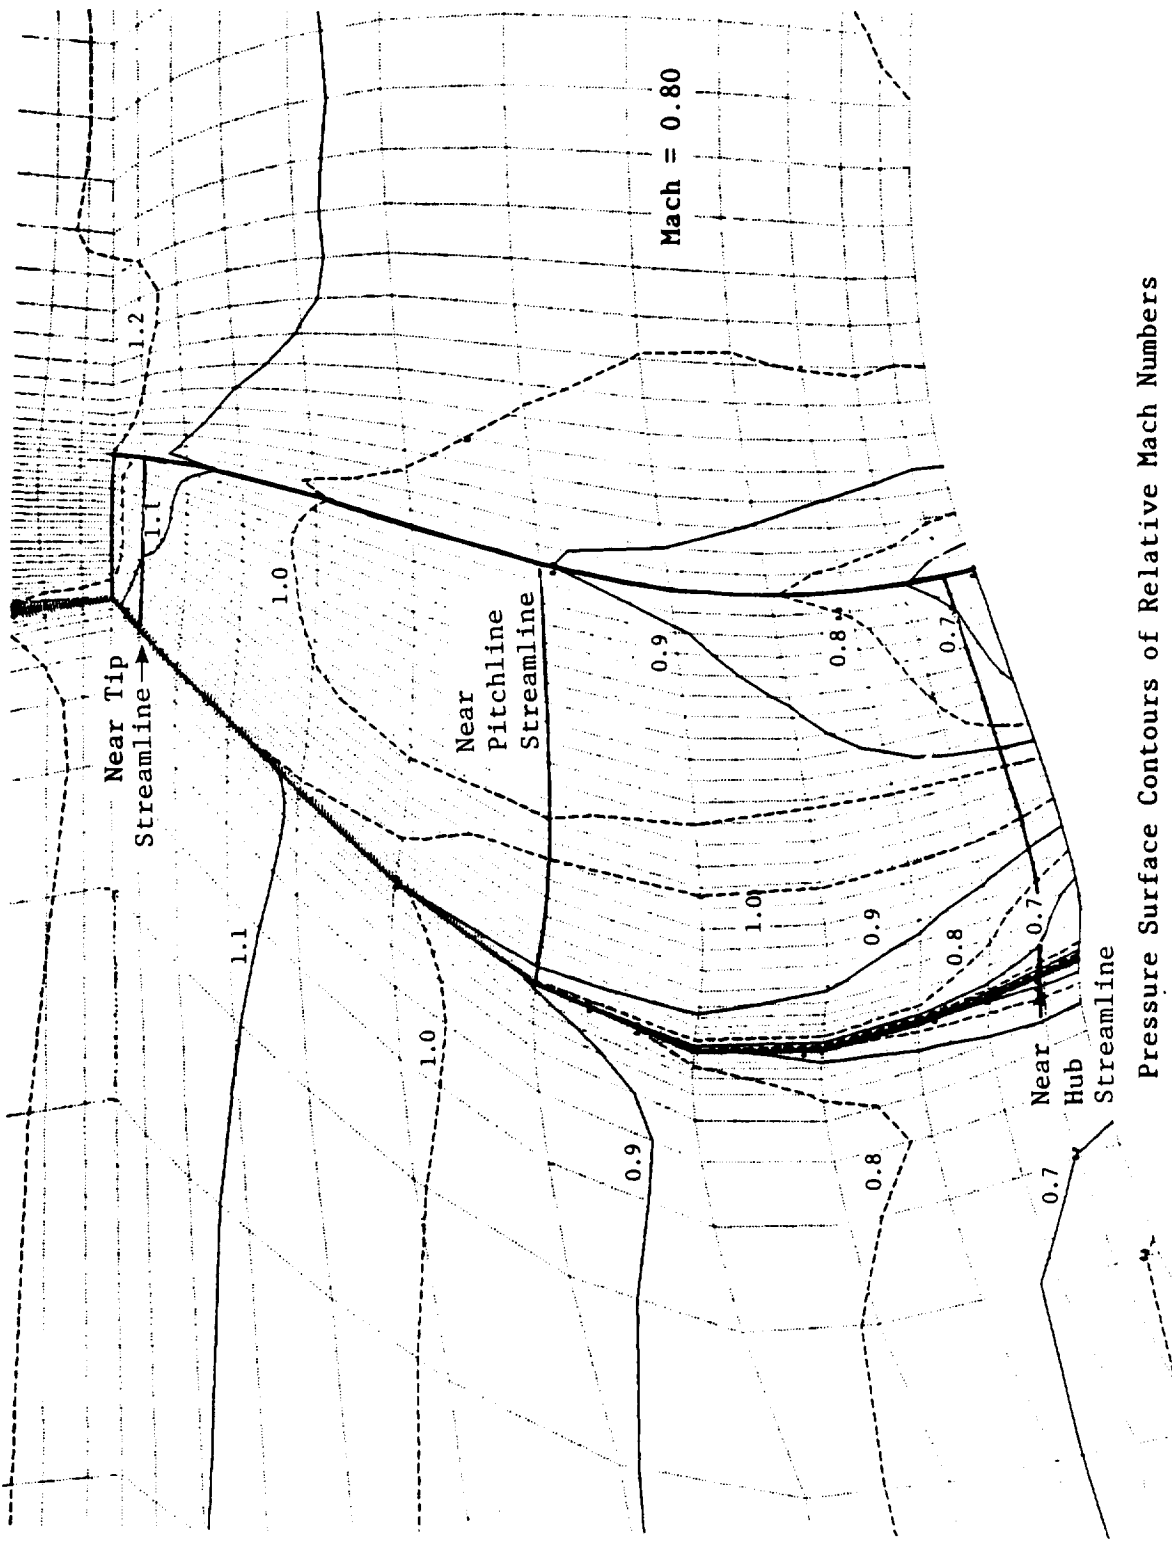 Mach = 0.80
1.2
1.1
1.0
Near Tip
Streamline
Near
Pitchline
Streamline
0.9
0.8
0.7
1.1
1.0
1.0
0.9
0.8
0.7
0.9
0.8
0.7
Near
Hub
Streamline
Pressure Surface Contours of Relative Mach Numbers